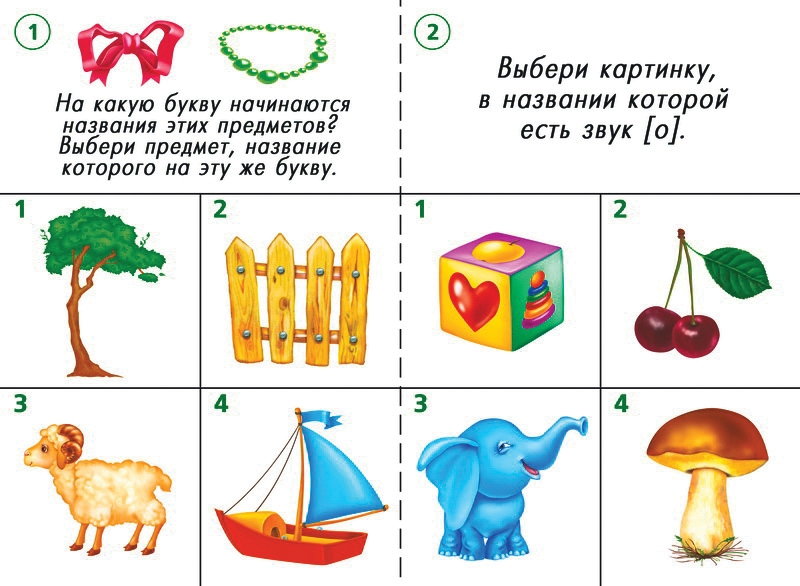 1
На какую букву начинаются
названия этих предметов?
Выбери предмет, название
которого на эту же букву.
1
2
3
4
2
Выбери картинку,
в названии которой
есть звук [о].
1
2
3
4